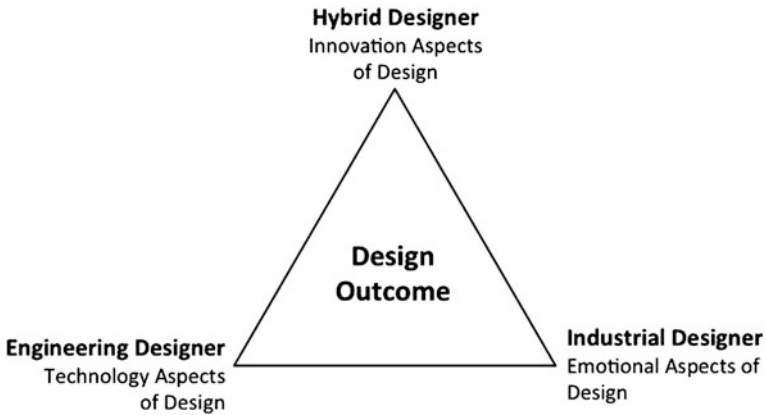 Hybrid Designer
Innovation Aspects
of Design
Design
Outcome
Engineering Designer
Technology Aspects
of Design
Industrial Designer
Emotional Aspects of
Design